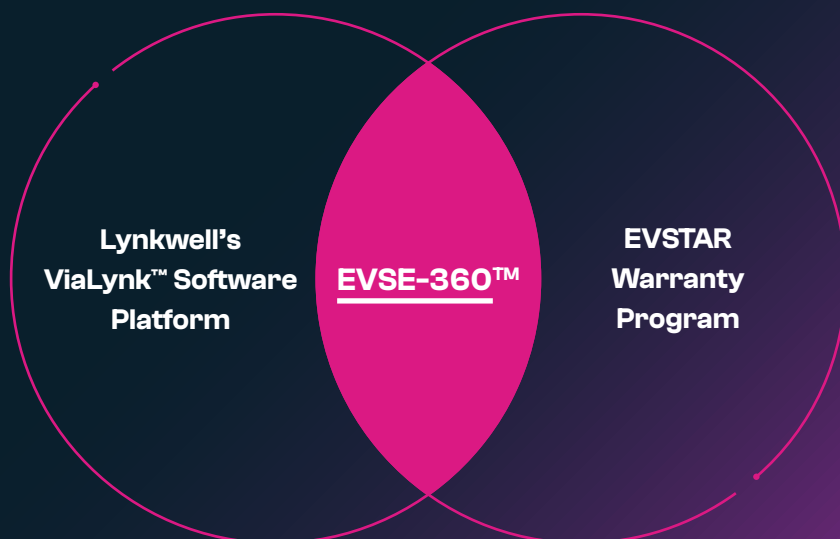 Lynkwell’s
ViaLynk™ Software
Platform
EVSE-360™
EVSTAR
Warranty
Program